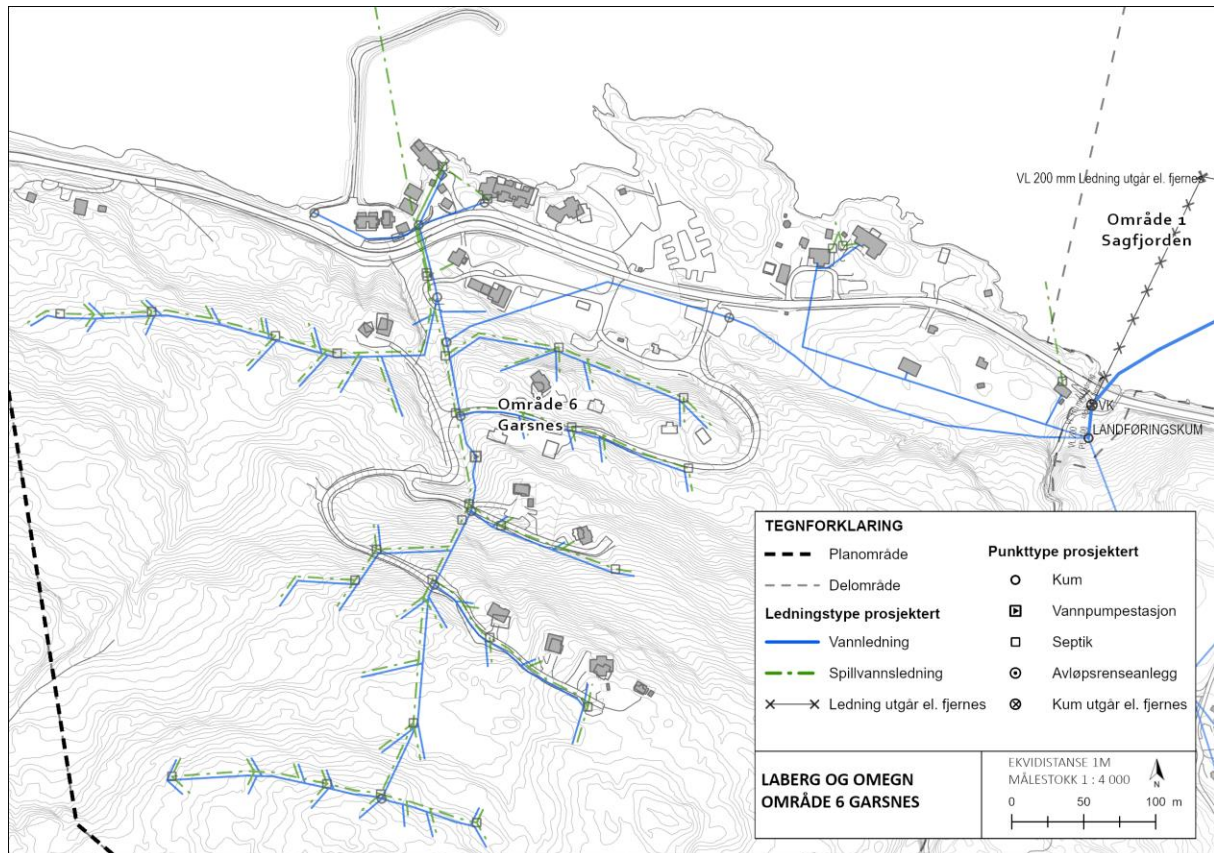 VL 200 mm Ledning utgår el. fjernes
Område 1
Sagfjorden
Område 6
Garsnes
VK
LANDFØRINGSKUM
TEGNFORKLARING
Planområde
Delområde
Ledningstype prosjektert
Vannledning
Spillvannsledning
Ledning utgår el. fjernes
Punkttype prosjektert
Kum
Vannpumpestasjon
Septik
Avløpsrenseanlegg
Kum utgår el. fjernes
LABERG OG OMEGN
OMRÅDE 6 GARSNES
EKVIDISTANSE 1M
MÅLESTOKK 1 : 4 000
N
0 50 100 m